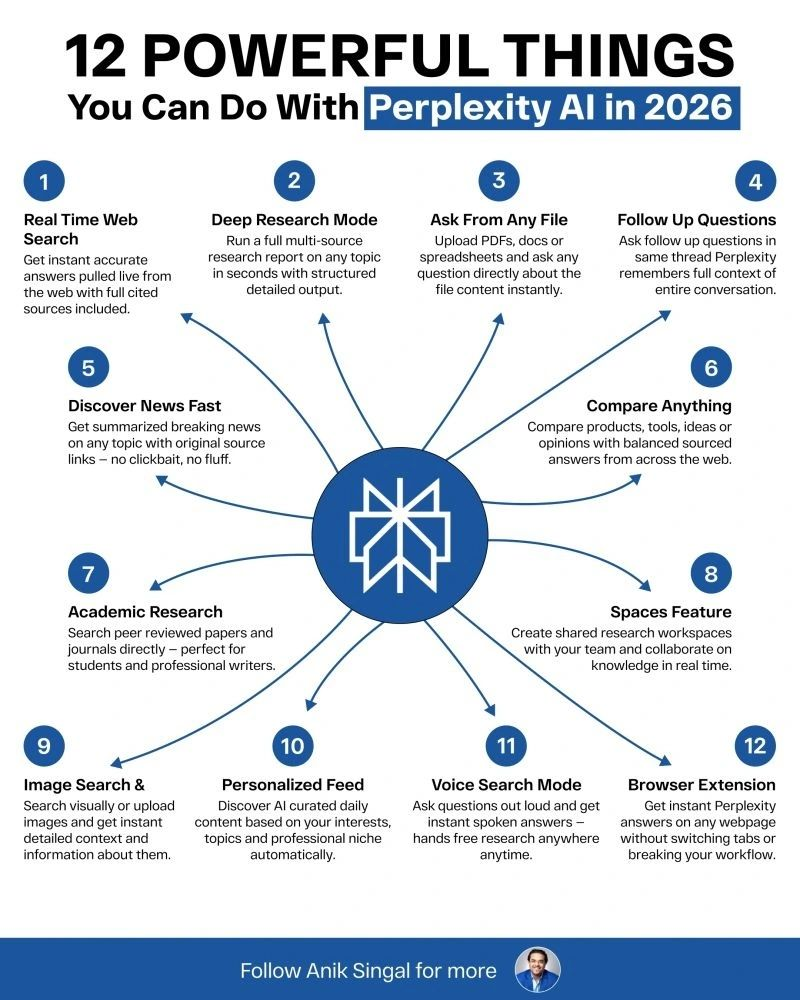 12 POWERFUL THINGS
You Can Do With Perplexity AI in 2026
1
Real Time Web
Search
Get instant accurate
answers pulled live from
the web with full cited
sources included.
2
Deep Research Mode
Run a full multi-source
research report on any topic
in seconds with structured
detailed output.
3
Ask From Any File
Upload PDFs, docs or
spreadsheets and ask any
question directly about the
file content instantly.
4
Follow Up Questions
Ask follow up questions in
same thread Perplexity
remembers full context of
entire conversation.
5
Discover News Fast
Get summarized breaking news
on any topic with original source
links – no clickbait, no fluff.
6
Compare Anything
Compare products, tools, ideas or
opinions with balanced sourced
answers from across the web.
7
Academic Research
Search peer reviewed papers and
journals directly – perfect for
students and professional writers.
8
Spaces Feature
Create shared research workspaces
with your team and collaborate on
knowledge in real time.
9
Image Search &
Search visually or upload
images and get instant
detailed context and
information about them.
10
Personalized Feed
Discover AI curated daily
content based on your interests,
topics and professional niche
automatically.
11
Voice Search Mode
Ask questions out loud and get
instant spoken answers –
hands free research anywhere
anytime.
12
Browser Extension
Get instant Perplexity
answers on any webpage
without switching tabs or
breaking your workflow.
Follow Anik Singal for more